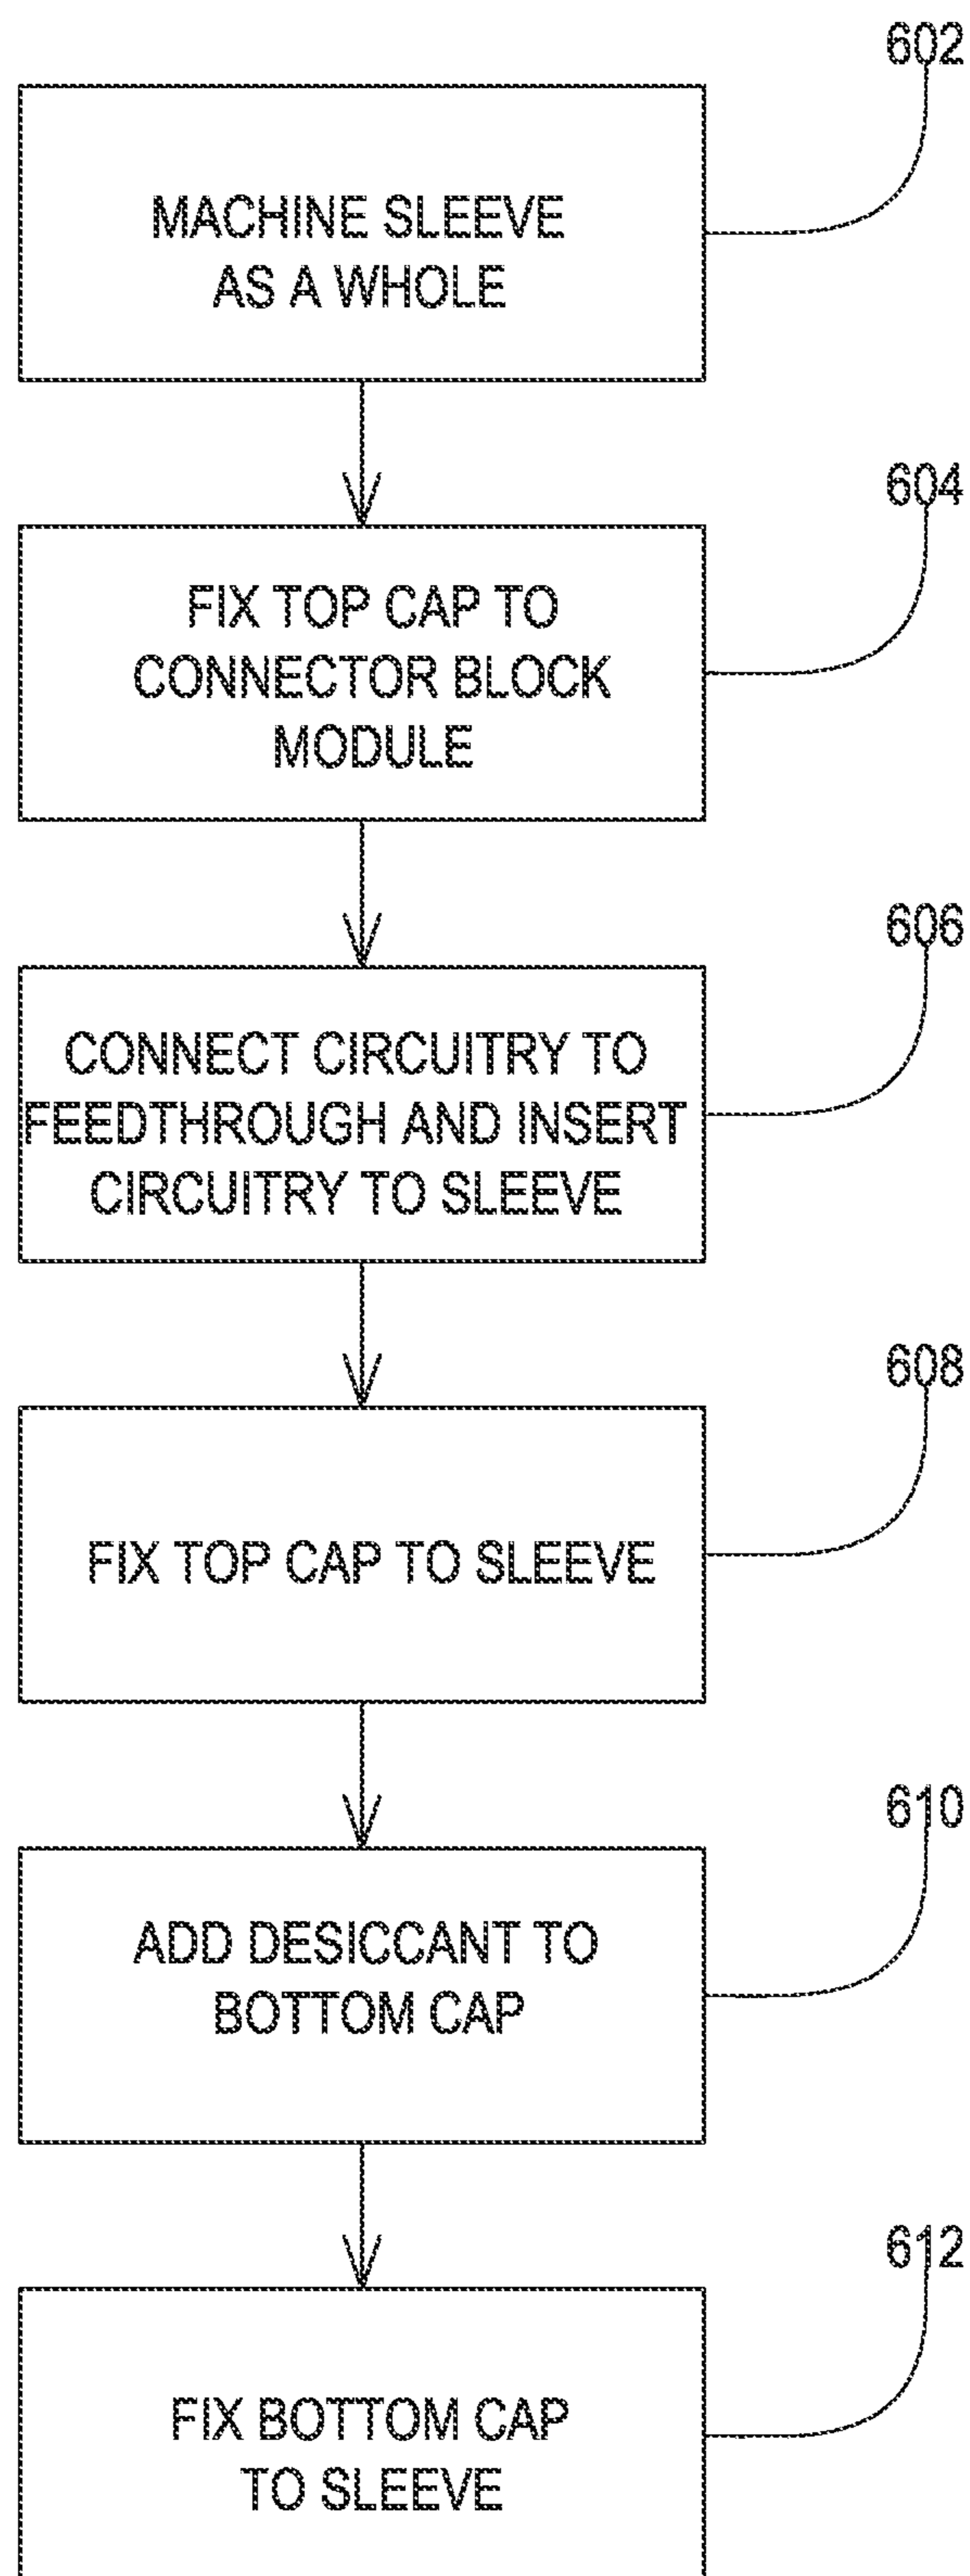 602
MACHINE SLEEVE
AS A WHOLE
604
FIX TOP CAP TO
CONNECTOR BLOCK
MODULE
606
CONNECT CIRCUITRY TO
FEEDTHROUGH AND INSERT
CIRCUITRY TO SLEEVE
608
FIX TOP CAP TO SLEEVE
610
ADD DESICCANT TO
BOTTOM CAP
612
FIX BOTTOM CAP
TO SLEEVE